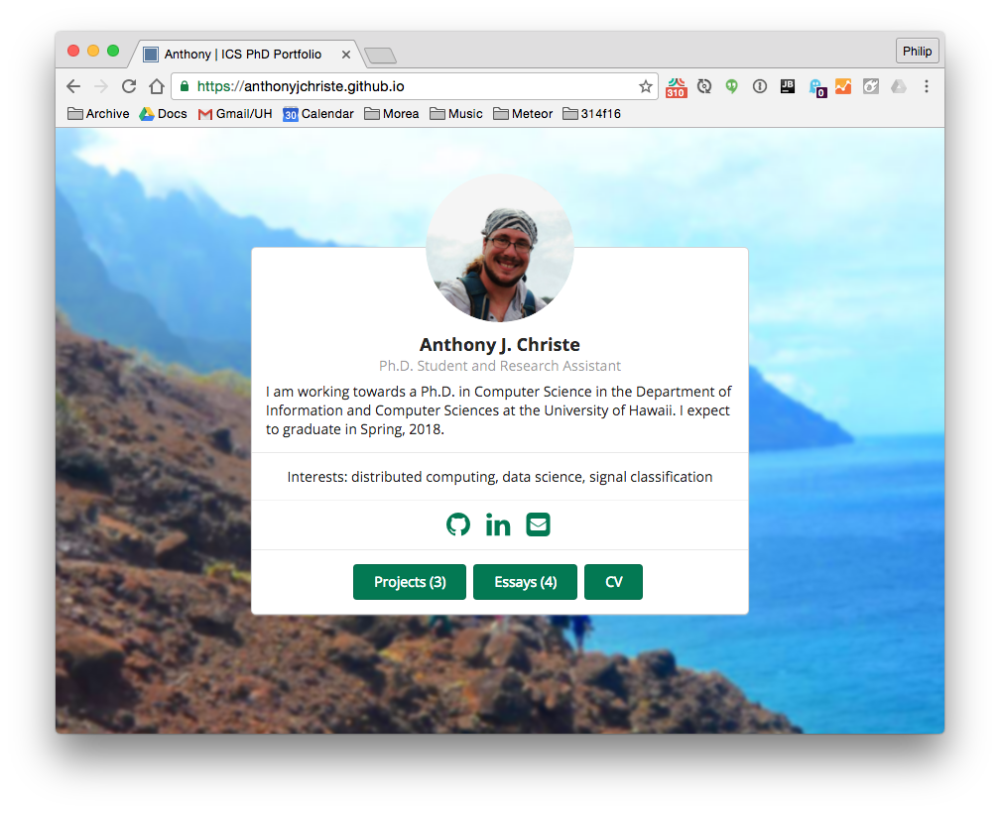 Anthony | ICS PhD Portfolio
Philip
https://anthonyjchriste.github.io
310
JB
0
Archive
Docs
Gmail/UH
30
Calendar
Morea
Music
Meteor
314f16
Anthony J. Christe
Ph.D. Student and Research Assistant
I am working towards a Ph.D. in Computer Science in the Department of
Information and Computer Sciences at the University of Hawaii. I expect
to graduate in Spring, 2018.
Interests: distributed computing, data science, signal classification
in
Projects (3)
Essays (4)
CV